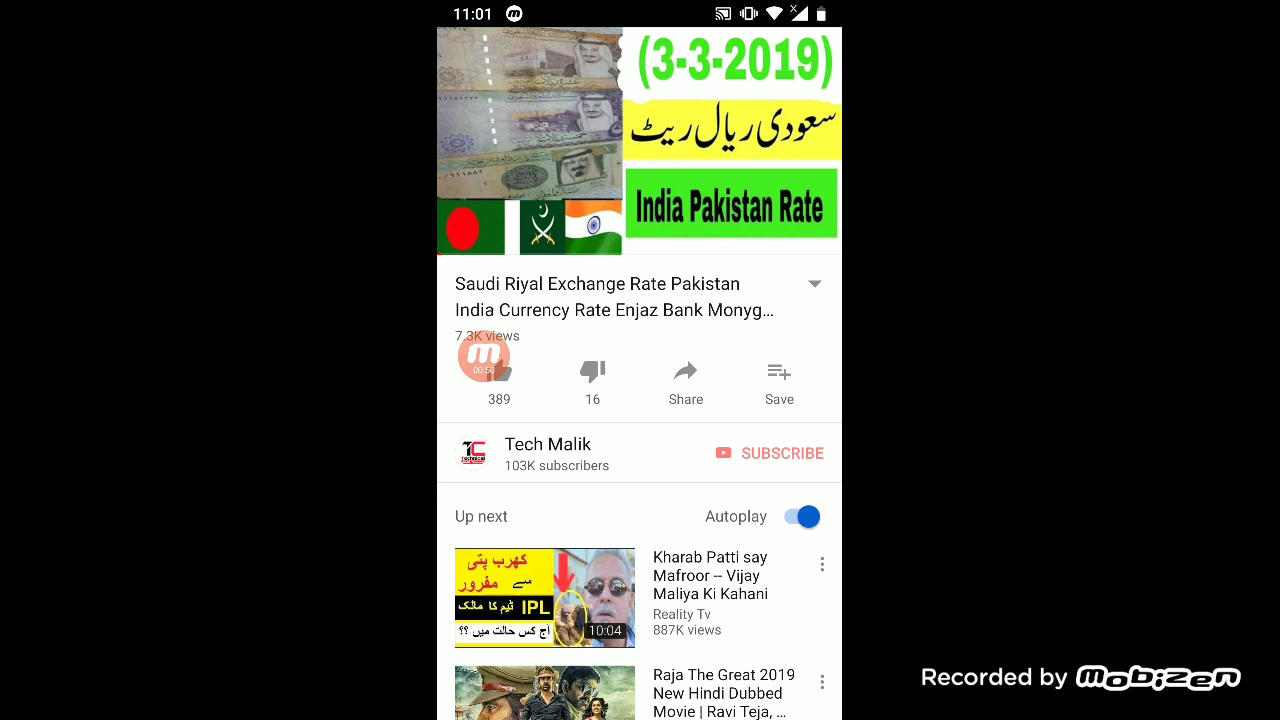 11:01
(3-3-2019)
سعودی ریال ریٹ
India Pakistan Rate
Saudi Riyal Exchange Rate Pakistan
India Currency Rate Enjaz Bank Monyg...
7.3K views
00:50
389
16
Share
Save
Tech Malik
103K subscribers
SUBSCRIBE
Up next
Autoplay
کھرب پتی
سے
مفرور
IPL ٹیم کا مالک
آج کس حالت میں ؟؟
10:04
Kharab Patti say
Mafroor -- Vijay
Maliya Ki Kahani
Reality Tv
887K views
Raja The Great 2019
New Hindi Dubbed
Movie | Ravi Teja, ...
Recorded by mobizen